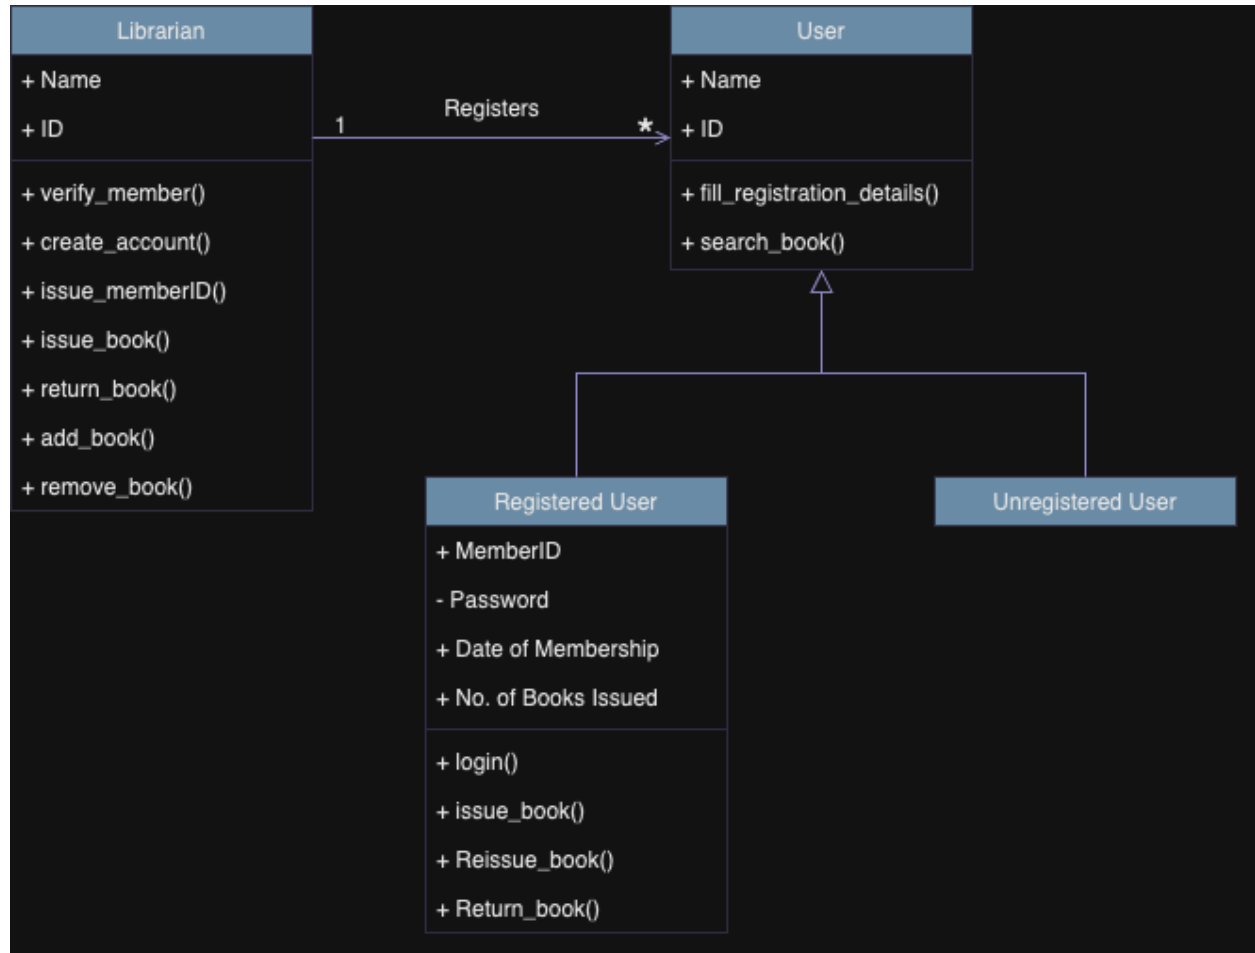 Librarian
+ Name
+ ID
+ verify_member()
+ create_account()
+ issue_memberID()
+ issue_book()
+ return_book()
+ add_book()
+ remove_book()
1
Registers
*
User
+ Name
+ ID
+ fill_registration_details()
+ search_book()
Registered User
+ MemberID
- Password
+ Date of Membership
+ No. of Books Issued
+ login()
+ issue_book()
+ Reissue_book()
+ Return_book()
Unregistered User